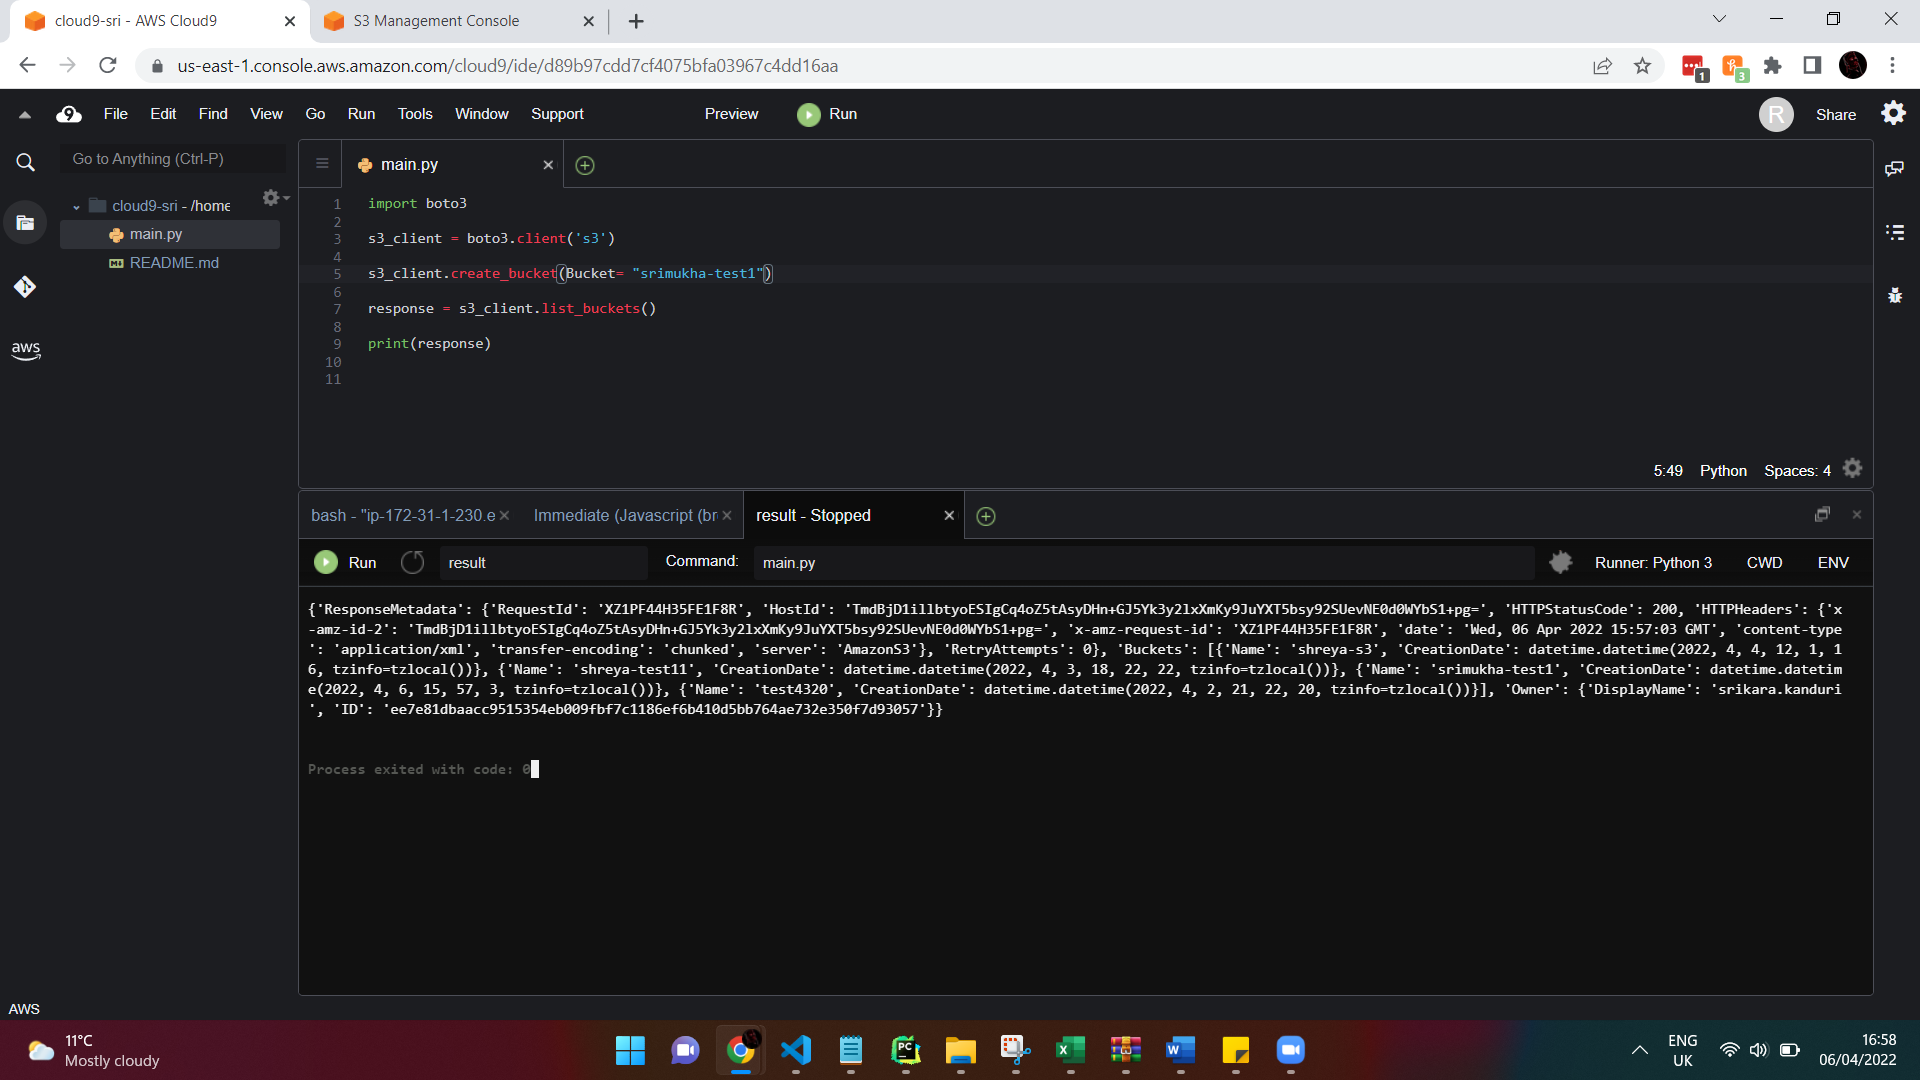 cloud9-sri - AWS Cloud9
S3 Management Console
us-east-1.console.aws.amazon.com/cloud9/ide/d89b97cdd7cf4075bfa03967c4dd16aa
1
3
9 File Edit Find View Go Run Tools Window Support Preview Run
R Share
Go to Anything (Ctrl-P)
cloud9-sri - /home
main.py
README.md
aws
main.py
1 import boto3
2
3 s3_client = boto3.client('s3')
4
5 s3_client.create_bucket(Bucket= "srimukha-test1")
6
7 response = s3_client.list_buckets()
8
9 print(response)
10
11
5:49 Python Spaces: 4
bash - "ip-172-31-1-230.e Immediate (Javascript (br result - Stopped
Run result Command: main.py Runner: Python 3 CWD ENV
{'ResponseMetadata': {'RequestId': 'XZ1PF44H35FE1F8R', 'HostId': 'TmdBjD1illbtyoESIgCq4oZ5tAsyDHn+GJ5Yk3y2lxXmKy9JuYXT5bsy92SUevNE0d0WYbS1+pg=', 'HTTPStatusCode': 200, 'HTTPHeaders': {'x
-amz-id-2': 'TmdBjD1illbtyoESIgCq4oZ5tAsyDHn+GJ5Yk3y2lxXmKy9JuYXT5bsy92SUevNE0d0WYbS1+pg=', 'x-amz-request-id': 'XZ1PF44H35FE1F8R', 'date': 'Wed, 06 Apr 2022 15:57:03 GMT', 'content-type
': 'application/xml', 'transfer-encoding': 'chunked', 'server': 'AmazonS3'}, 'RetryAttempts': 0}, 'Buckets': [{'Name': 'shreya-s3', 'CreationDate': datetime.datetime(2022, 4, 4, 12, 1, 1
6, tzinfo=tzlocal())}, {'Name': 'shreya-test11', 'CreationDate': datetime.datetime(2022, 4, 3, 18, 22, 22, tzinfo=tzlocal())}, {'Name': 'srimukha-test1', 'CreationDate': datetime.datetim
e(2022, 4, 6, 15, 57, 3, tzinfo=tzlocal())}, {'Name': 'test4320', 'CreationDate': datetime.datetime(2022, 4, 2, 21, 22, 20, tzinfo=tzlocal())}], 'Owner': {'DisplayName': 'srikara.kanduri
', 'ID': 'ee7e81dbaacc9515354eb009fbf7c1186ef6b410d5bb764ae732e350f7d93057'}}
Process exited with code: 0
AWS
11°C
Mostly cloudy
PC
X
W
ENG
UK
16:58
06/04/2022